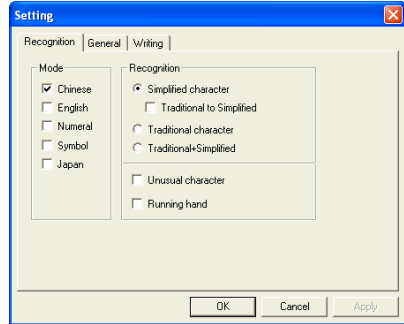 Setting
Recognition General Writing
Mode
Chinese
English
Numeral
Symbol
Japan
Recognition
Simplified character
Traditional to Simplified
Traditional character
Traditional+Simplified
Unusual character
Running hand
OK Cancel Apply